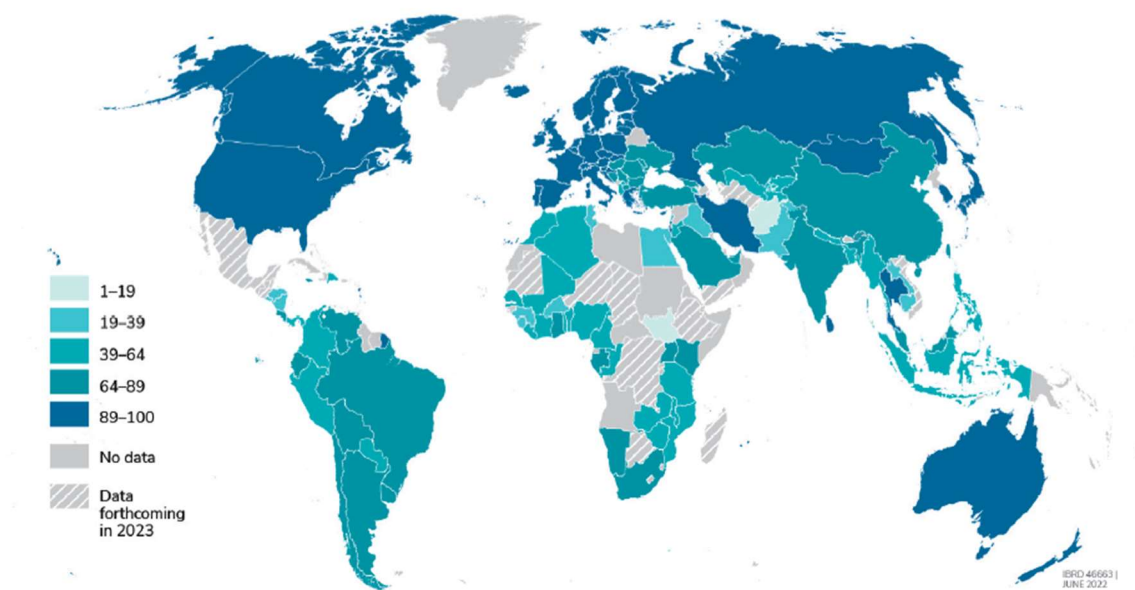 1–19
19–39
39–64
64–89
89–100
No data
Data
forthcoming
in 2023
IBRD 46663 |
JUNE 2022